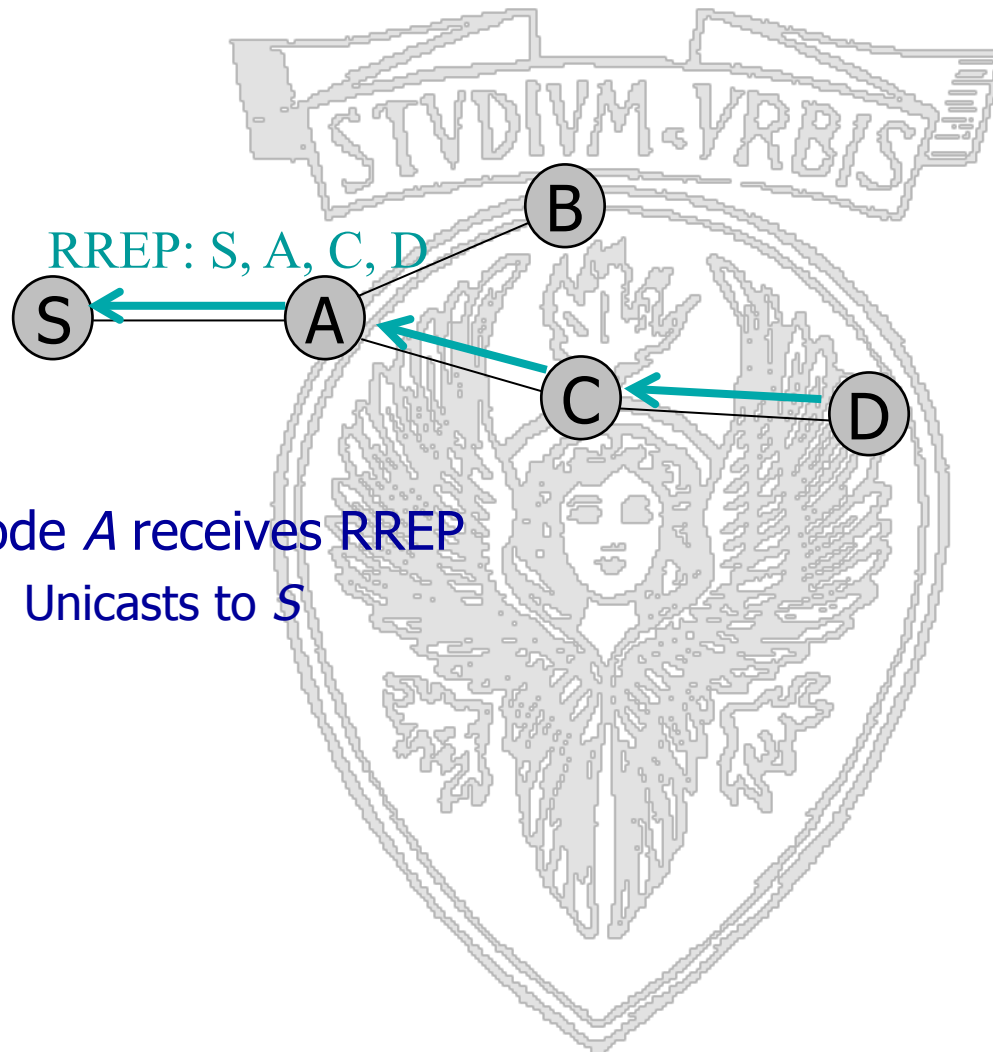 STVDIVM VRBIS
B
RREP: S, A, C, D
S
A
C
D
ode A receives RREP
Unicasts to S